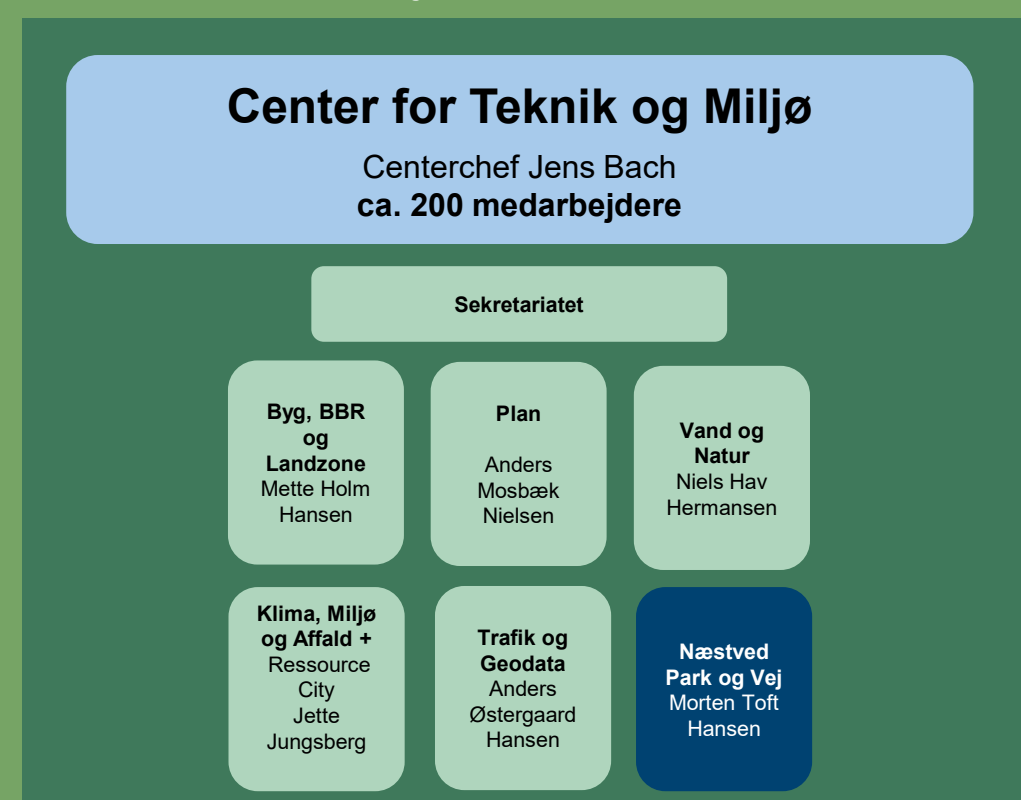 Center for Teknik og Miljø
Centerchef Jens Bach
ca. 200 medarbejdere
Sekretariatet
Byg, BBR
og
Landzone
Mette Holm
Hansen
Plan
Anders
Mosbæk
Nielsen
Vand og
Natur
Niels Hav
Hermansen
Klima, Miljø
og Affald +
Ressource
City
Jette
Jungsberg
Trafik og
Geodata
Anders
Østergaard
Hansen
Næstved
Park og Vej
Morten Toft
Hansen